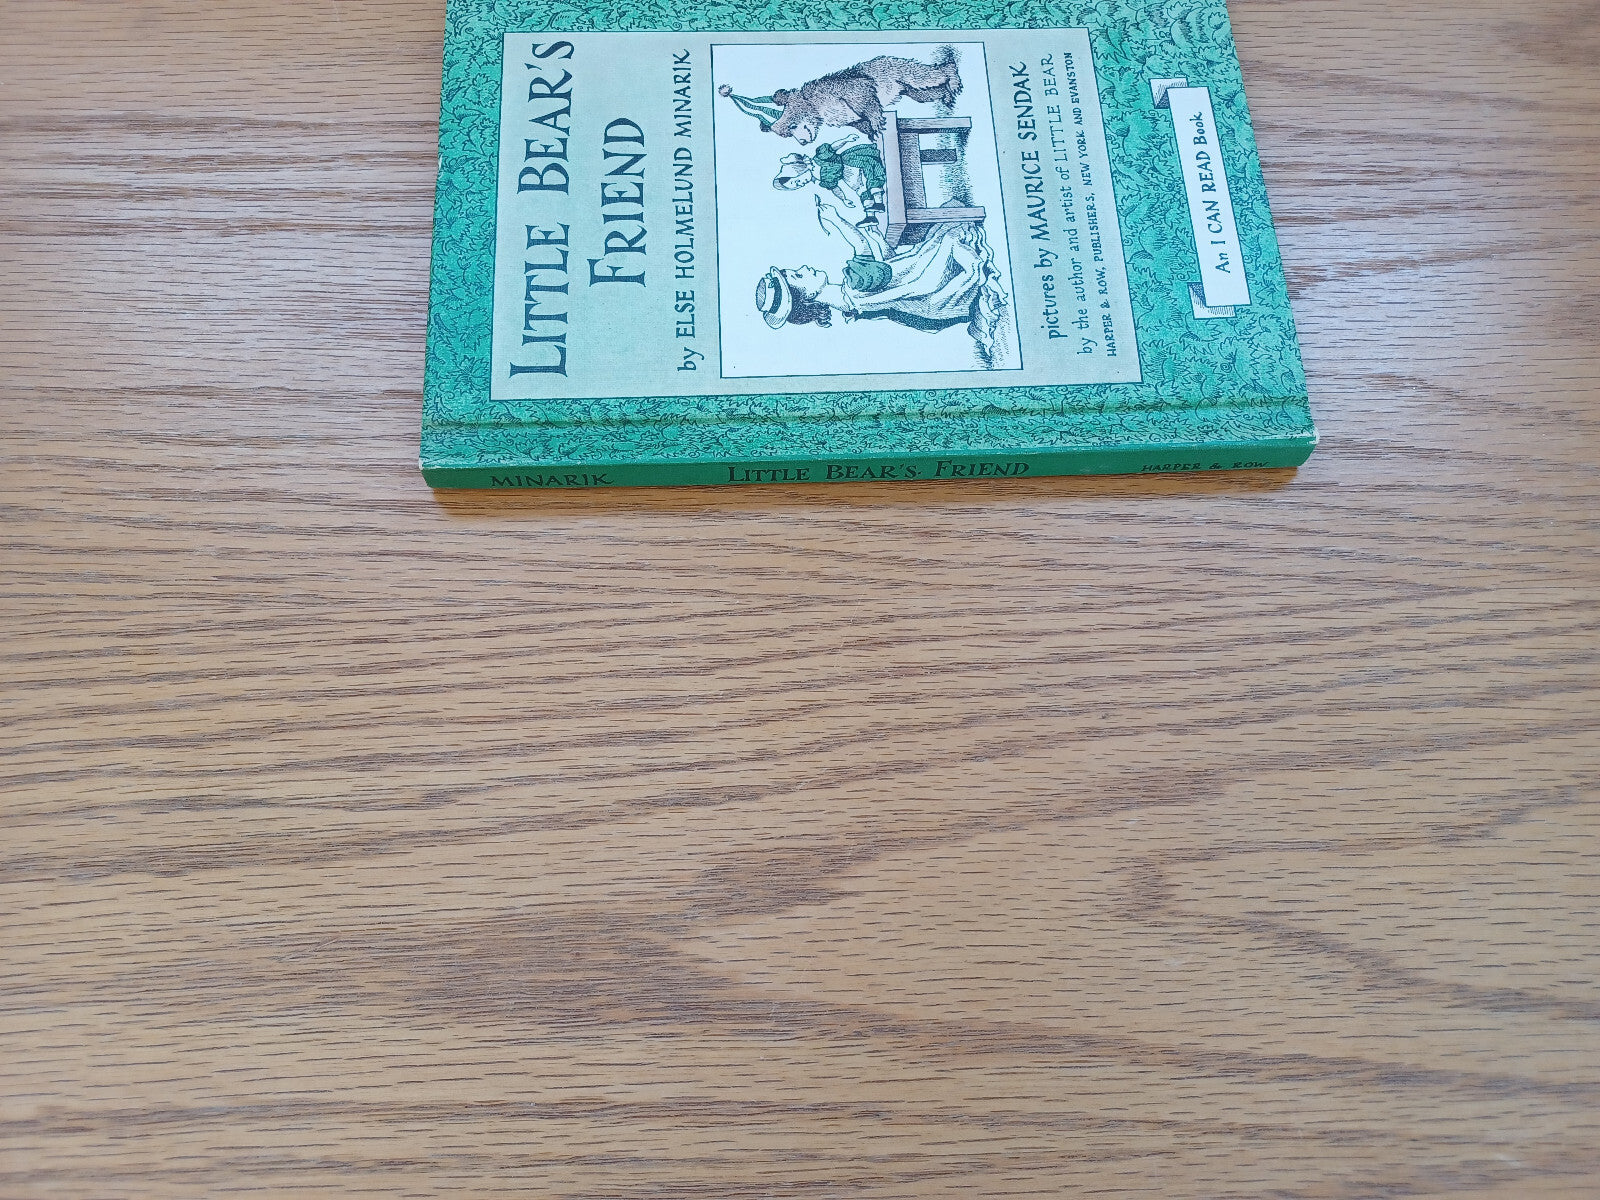 LITTLE BEAR'S
FRIEND
by ELSE HOLMELUND MINARIK
pictures by MAURICE SENDAK
by the author and artist of LITTLE BEAR
HARPER & ROW, PUBLISHERS, NEW YORK AND EVANSTON
An I CAN READ Book
MINARIK LITTLE BEAR'S FRIEND HARPER & ROW